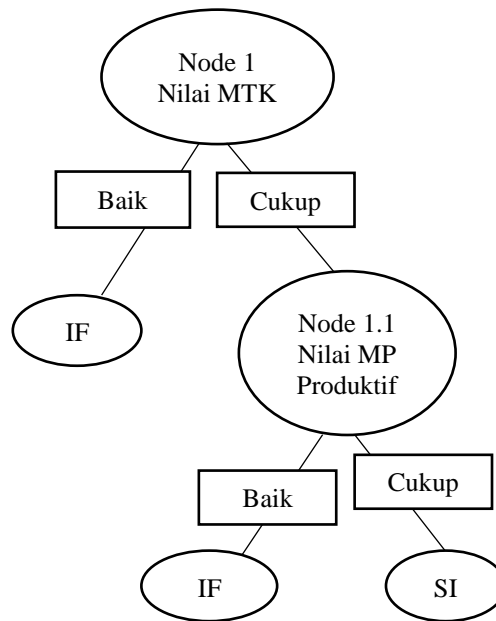 Node 1
Nilai MTK
Baik
Cukup
IF
Node 1.1
Nilai MP
Produktif
Baik
Cukup
IF
SI